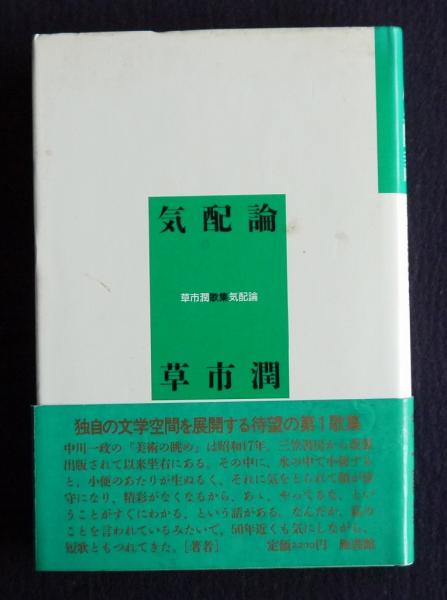 気配論
草市潤歌集気配論
草市潤
独自の文学空間を展開する待望の第1歌集
中川一政の「美術の眺め」は昭和17年、三笠書房から改製
出版されて以来座右にある。その中に、水の中で小便する
と、小便のあたりが生ぬるく、それに気をとられて顔が留
守になり、精彩がなくなるから、あゝ、やってるな、とい
うことがすぐにわかる、という話がある。なんだか、私の
ことを言われているみたいで、50年近くも気にしながら、
短歌ともつれてきた。[著者] 定価2200円